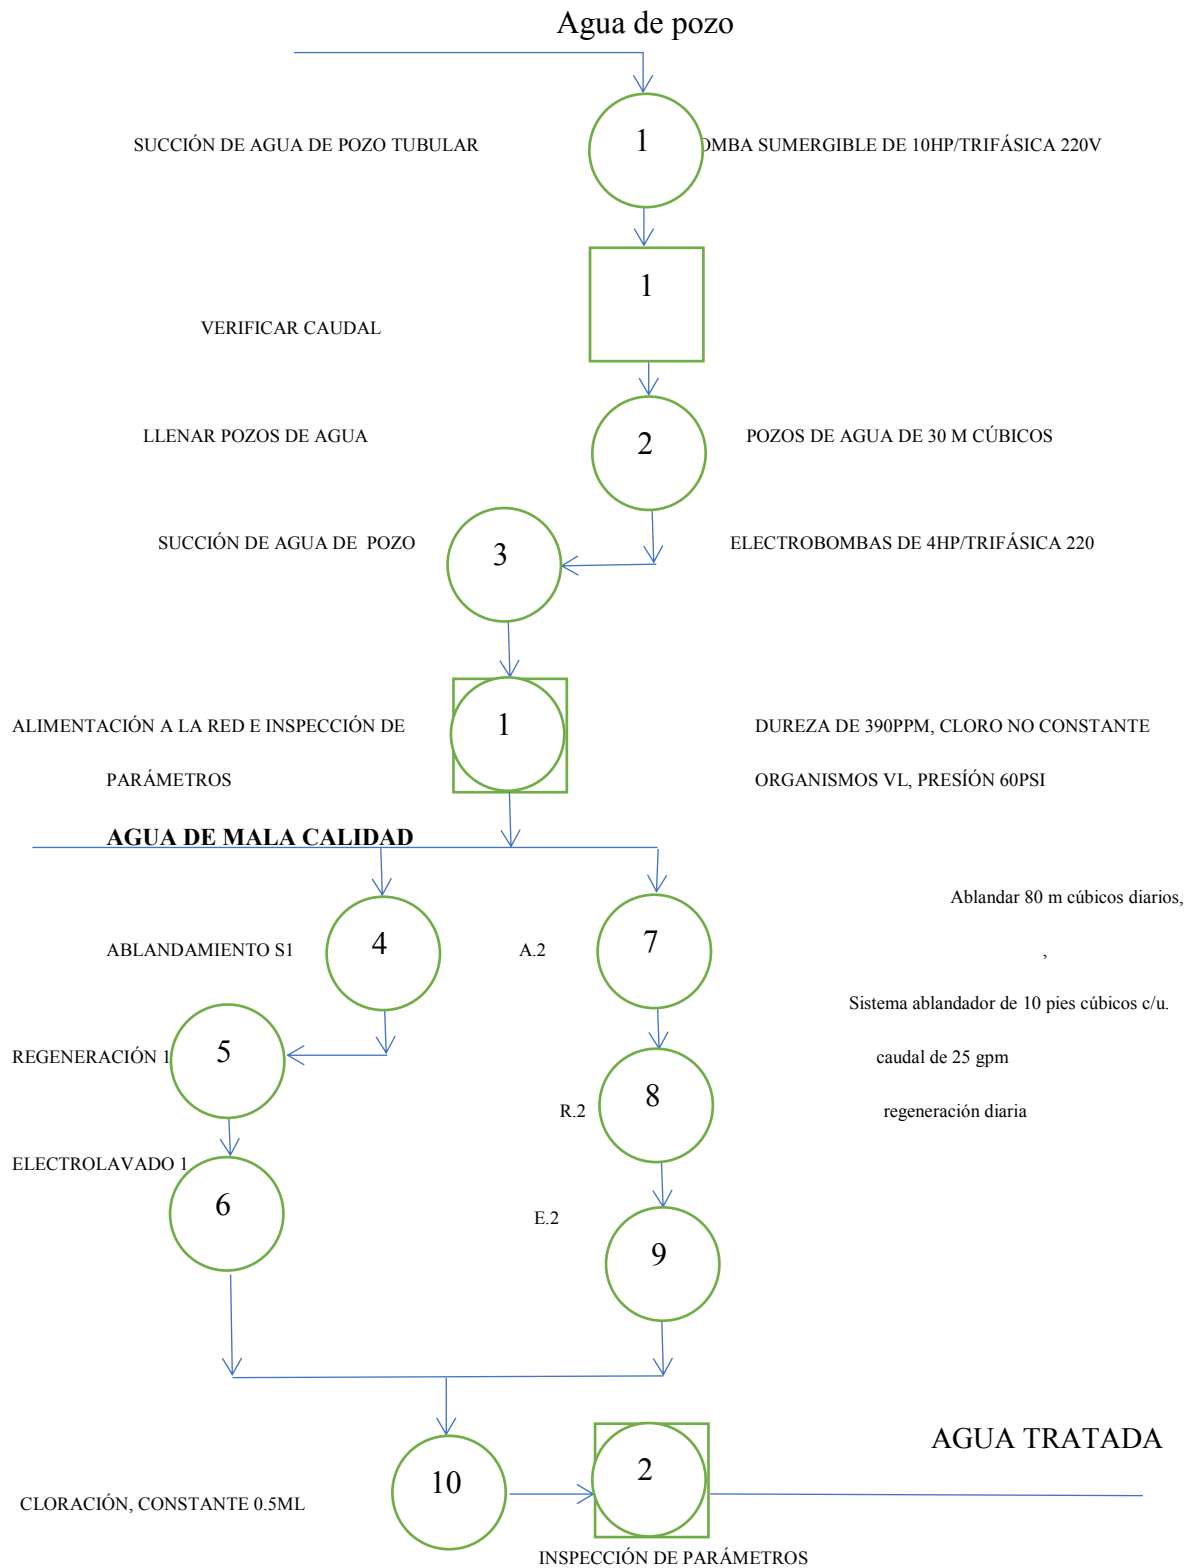 Agua de pozo
1
SUCCIÓN DE AGUA DE POZO TUBULAR
OMBA SUMERGIBLE DE 10HP/TRIFÁSICA 220V
1
VERIFICAR CAUDAL
LLENAR POZOS DE AGUA
2
POZOS DE AGUA DE 30 M CÚBICOS
SUCCIÓN DE AGUA DE POZO
3
ELECTROBOMBAS DE 4HP/TRIFÁSICA 220
ALIMENTACIÓN A LA RED E INSPECCIÓN DE
PARÁMETROS
1
DUREZA DE 390PPM, CLORO NO CONSTANTE
ORGANISMOS VL, PRESÍÓN 60PSI
AGUA DE MALA CALIDAD
Ablandar 80 m cúbicos diarios,
,
ABLANDAMIENTO S1
4
A.2
7
Sistema ablandador de 10 pies cúbicos c/u.
REGENERACIÓN 1
5
caudal de 25 gpm
R.2
8
regeneración diaria
ELECTROLAVADO 1
6
E.2
9
AGUA TRATADA
CLORACIÓN, CONSTANTE 0.5ML
10
2
INSPECCIÓN DE PARÁMETROS